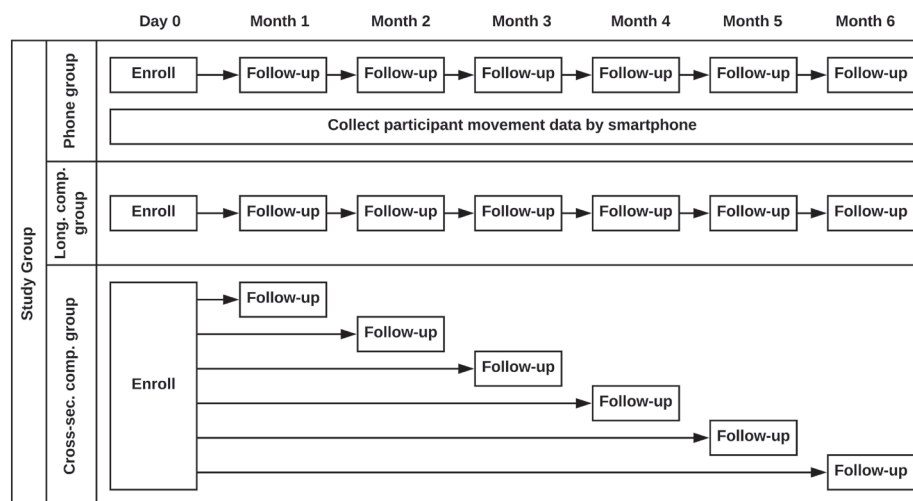 Day 0 Month 1 Month 2 Month 3 Month 4 Month 5 Month 6
Study Group
Phone group
Enroll Follow-up Follow-up Follow-up Follow-up Follow-up Follow-up
Collect participant movement data by smartphone
Long. comp.
group
Enroll Follow-up Follow-up Follow-up Follow-up Follow-up Follow-up
Cross-sec. comp. group
Enroll
Follow-up
Follow-up
Follow-up
Follow-up
Follow-up
Follow-up